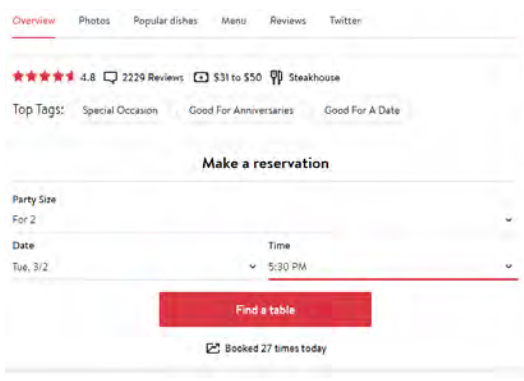 Overview Photos Popular dishes Menu Reviews Twitter
4.8 2229 Reviews $31 to $50 Steakhouse
Top Tags: Special Occasion Good For Anniversaries Good For A Date
Make a reservation
Party Size
For 2
Date Time
Tue, 3/2 5:30 PM
Find a table
Booked 27 times today